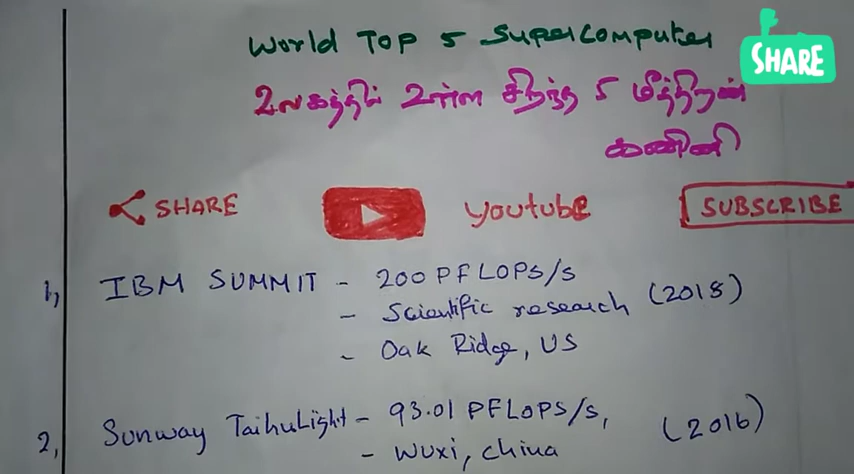 World Top 5 Supercomputer
SHARE
உலகத்தில் உள்ள சிறந்த 5 மீத்திறன்
கணினி
SHARE youtube SUBSCRIBE
1, IBM SUMMIT - 200 PFLOPS/s
- Scientific research (2018)
- Oak Ridge, US
2, Sunway TaihuLight - 93.01 PFLOPS/s, (2016)
- Wuxi, China